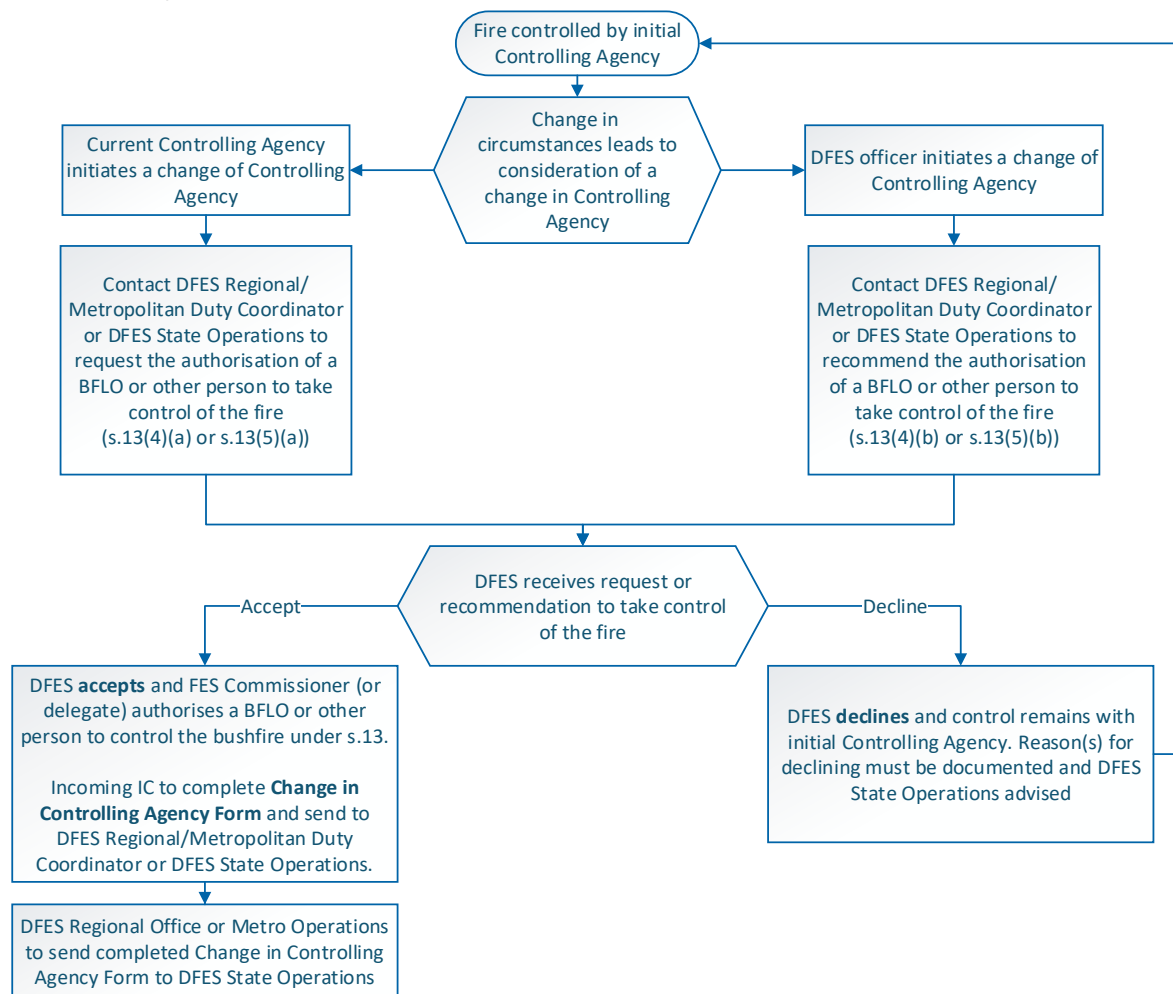 Fire controlled by initial
Controlling Agency
Change in
circumstances leads to
consideration of a
change in Controlling
Agency
Current Controlling Agency
initiates a change of Controlling
Agency
DFES officer initiates a change of
Controlling Agency
Contact DFES Regional/
Metropolitan Duty Coordinator
or DFES State Operations to
request the authorisation of a
BFLO or other person to take
control of the fire
(s.13(4)(a) or s.13(5)(a))
Contact DFES Regional/
Metropolitan Duty Coordinator
or DFES State Operations to
recommend the authorisation
of a BFLO or other person to
take control of the fire
(s.13(4)(b) or s.13(5)(b))
DFES receives request or
recommendation to take control
of the fire
Accept
Decline
DFES accepts and FES Commissioner (or
delegate) authorises a BFLO or other
person to control the bushfire under s.13.
Incoming IC to complete Change in
Controlling Agency Form and send to
DFES Regional/Metropolitan Duty
Coordinator or DFES State Operations.
DFES declines and control remains with
initial Controlling Agency. Reason(s) for
declining must be documented and DFES
State Operations advised
DFES Regional Office or Metro Operations
to send completed Change in Controlling
Agency Form to DFES State Operations